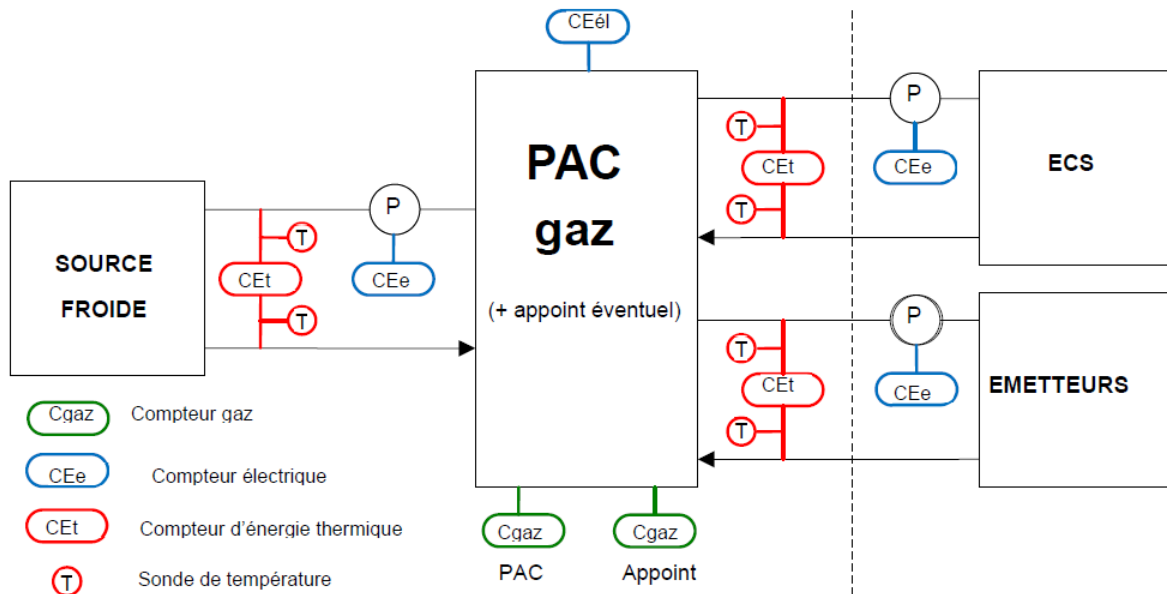 CEél
PAC
gaz
(+ appoint éventuel)
SOURCE
FROIDE
T
CEt
T
P
CEe
T
CEt
T
P
CEe
ECS
T
CEt
T
P
CEe
EMETTEURS
Cgaz
PAC
Cgaz
Appoint
Cgaz Compteur gaz
CEe Compteur électrique
CEt Compteur d'énergie thermique
T Sonde de température